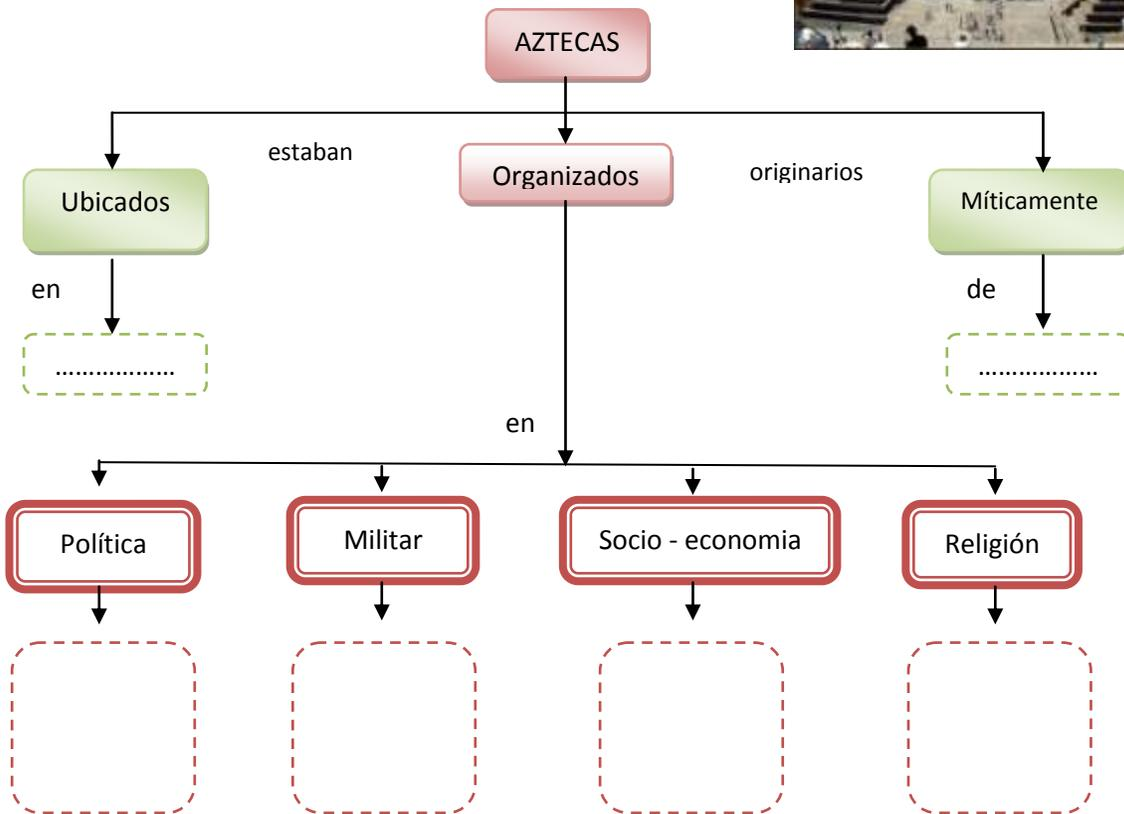 AZTECAS
estaban
Organizados
originarios
Ubicados
Míticamente
en
de
………………
………………
en
Política
Militar
Socio - economia
Religión